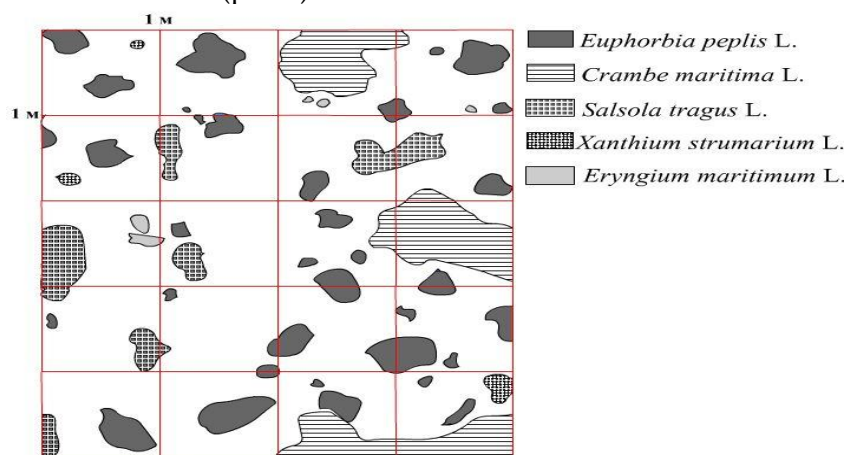 1 м
1 м
Euphorbia peplis L.
Crambe maritima L.
Salsola tragus L.
Xanthium strumarium L.
Eryngium maritimum L.